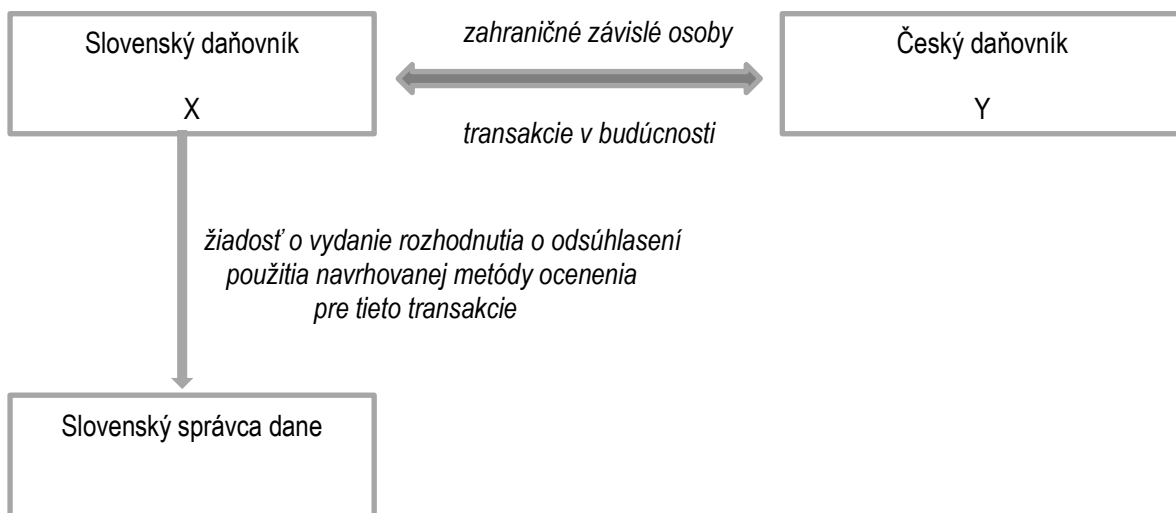 Slovenský daňovník
X
zahraničné závislé osoby
transakcie v budúcnosti
Český daňovník
Y
žiadosť o vydanie rozhodnutia o odsúhlasení
použitia navrhovanej metódy ocenenia
pre tieto transakcie
Slovenský správca dane